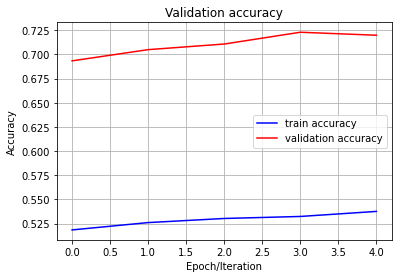 Validation accuracy
Accuracy
0.725
0.700
0.675
0.650
0.625
0.600
0.575
0.550
0.525
train accuracy
validation accuracy
0.0 0.5 1.0 1.5 2.0 2.5 3.0 3.5 4.0
Epoch/Iteration